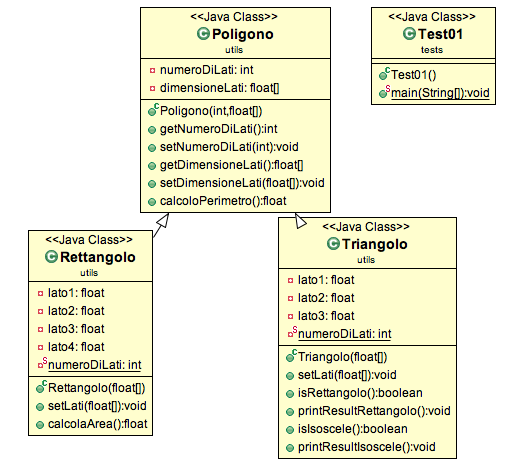 <<Java Class>>
Poligono
utils
numeroDiLati: int
dimensioneLati: float[]
Poligono(int,float[])
getNumeroDiLati():int
setNumeroDiLati(int):void
getDimensioneLati():float[]
setDimensioneLati(float[]):void
calcoloPerimetro():float
<<Java Class>>
Test01
tests
Test01()
main(String[]):void
<<Java Class>>
Rettangolo
utils
lato1: float
lato2: float
lato3: float
lato4: float
numeroDiLati: int
Rettangolo(float[])
setLati(float[]):void
calcolaArea():float
<<Java Class>>
Triangolo
utils
lato1: float
lato2: float
lato3: float
numeroDiLati: int
Triangolo(float[])
setLati(float[]):void
isRettangolo():boolean
printResultRettangolo():void
isIsoscele():boolean
printResultIsoscele():void